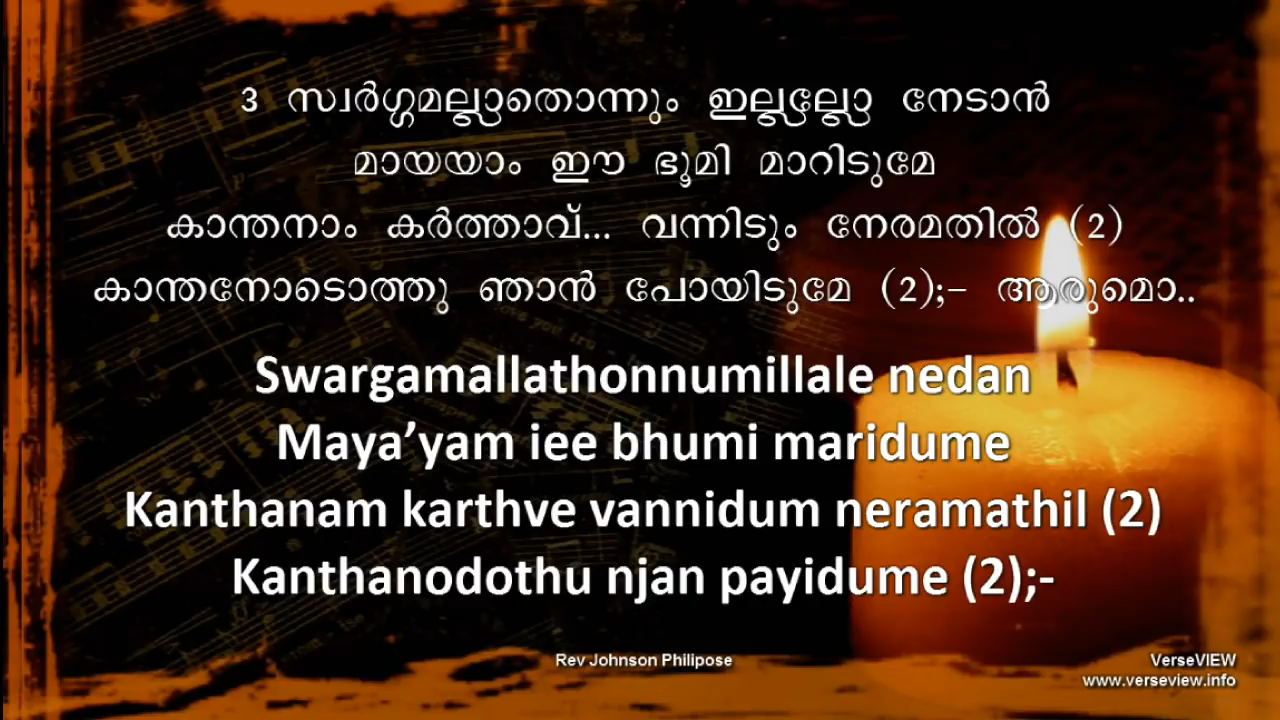 3 സ്വർഗ്ഗമല്ലാതൊന്നും ഇല്ലല്ലോ നേടാൻ
മായയാം ഈ ഭൂമി മാറിടുമേ
കാന്തനാം കർത്താവ്... വന്നിടും നേരമതിൽ (2)
കാന്തനോടൊത്തു ഞാൻ പോയിടുമേ (2);- ആരുമൊ..
Swargamallathonnumillale nedan
Maya’yam iee bhumi maridume
Kanthanam karthve vannidum neramathil (2)
Kanthanodothu njan payidume (2);-
Rev Johnson Philipose
VerseVIEW
www.verseview.info